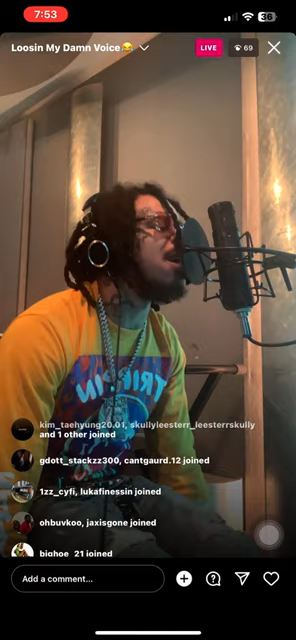 7:53
36
Loosin My Damn Voice😂
LIVE
69
TRIPPIN
kim_taehyung20.01, skullyleesterr_leesterrskully
and 1 other joined
gdott_stackzz300, cantgaurd.12 joined
1zz_cyfi, lukafinessin joined
ohbuvkoo, jaxisgone joined
bighoe_21 joined
Add a comment...